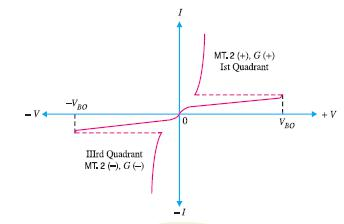 I
MT. 2 (+), G (+)
Ist Quadrant
–V_BO
– V
0
V_BO
+ V
IIIrd Quadrant
MT. 2 (–), G (–)
– I